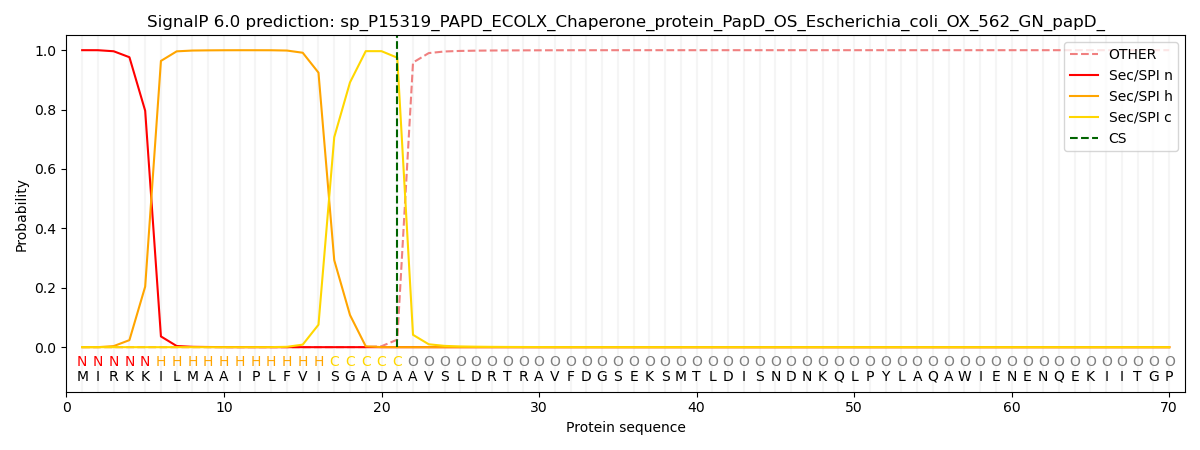 SignalP 6.0 prediction: sp_P15319_PAPD_ECOLX_Chaperone_protein_PapD_OS_Escherichia_coli_OX_562_GN_papD_
1.0
0.8
0.6
0.4
0.2
0.0
Probability
OTHER
Sec/SPI n
Sec/SPI h
Sec/SPI c
CS
N N N N N H H H H H H H H H H H C C C C C O O O O O O O O O O O O O O O O O O O O O O O O O O O O O O O O O O O O O O O O O O O O O O O O O
M I R K K I L M A A I P L F V I S G A D A A V S L D R T R A V F D G S E K S M T L D I S N D N K Q L P Y L A Q A W I E N E N Q E K I I T G P
0 10 20 30 40 50 60 70
Protein sequence